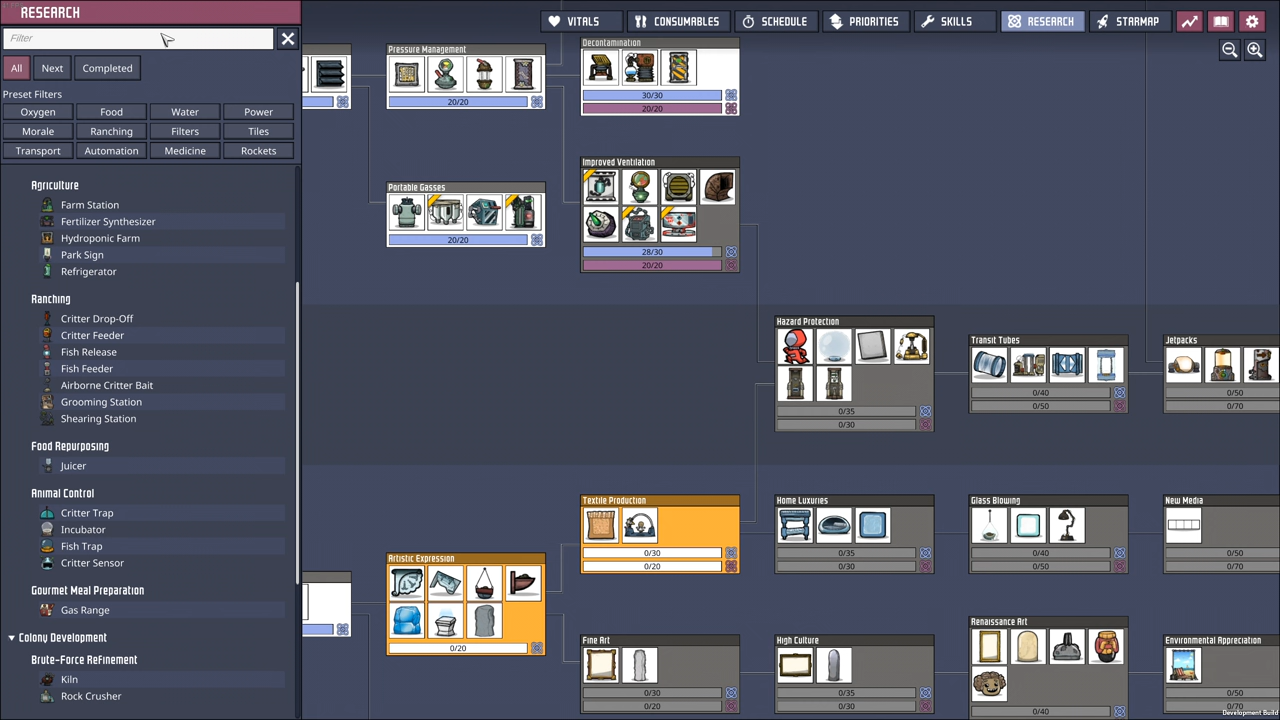 RESEARCH
VITALS
CONSUMABLES
SCHEDULE
PRIORITIES
SKILLS
RESEARCH
STARMAP
Filter
All
Next
Completed
Preset Filters
Oxygen
Food
Water
Power
Morale
Ranching
Filters
Tiles
Transport
Automation
Medicine
Rockets
Agriculture
Farm Station
Fertilizer Synthesizer
Hydroponic Farm
Park Sign
Refrigerator
Ranching
Critter Drop-Off
Critter Feeder
Fish Release
Fish Feeder
Airborne Critter Bait
Grooming Station
Shearing Station
Food Repurposing
Juicer
Animal Control
Critter Trap
Incubator
Fish Trap
Critter Sensor
Gourmet Meal Preparation
Gas Range
Colony Development
Brute-Force Refinement
Kiln
Rock Crusher
Pressure Management
20/20
Decontamination
30/30
20/20
Portable Gasses
20/20
Improved Ventilation
28/30
20/20
Hazard Protection
0/35
0/30
Transit Tubes
0/40
0/50
Jetpacks
0/50
0/70
Artistic Expression
0/20
Textile Production
0/30
0/20
Home Luxuries
0/35
0/30
Glass Blowing
0/40
0/50
New Media
0/50
0/70
Fine Art
0/30
0/20
High Culture
0/35
0/30
Renaissance Art
0/40
Environmental Appreciation
0/50
0/70
Development Build